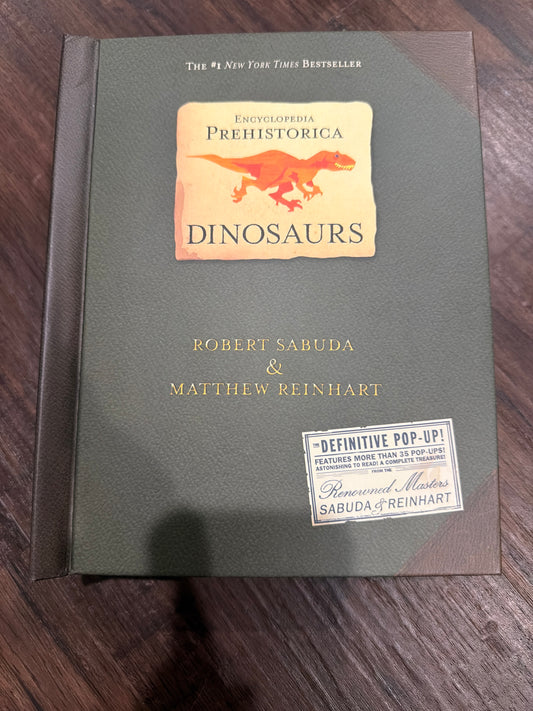 THE #1 NEW YORK TIMES BESTSELLER
ENCYCLOPEDIA
PREHISTORICA
DINOSAURS
ROBERT SABUDA
&
MATTHEW REINHART
THE DEFINITIVE POP-UP!
FEATURES MORE THAN 35 POP-UPS!
ASTONISHING TO READ! A COMPLETE TREASURE!
FROM THE
Renowned Masters
SABUDA & REINHART